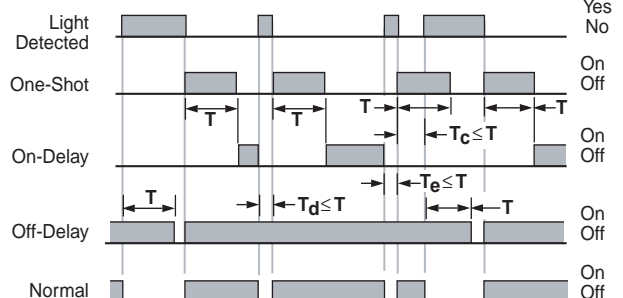 Light
Detected
Yes
No
One-Shot
On
Off
T
T
T
T
Tc≤T
On-Delay
On
Off
Te≤T
T
Td≤T
T
Off-Delay
On
Off
Normal
On
Off